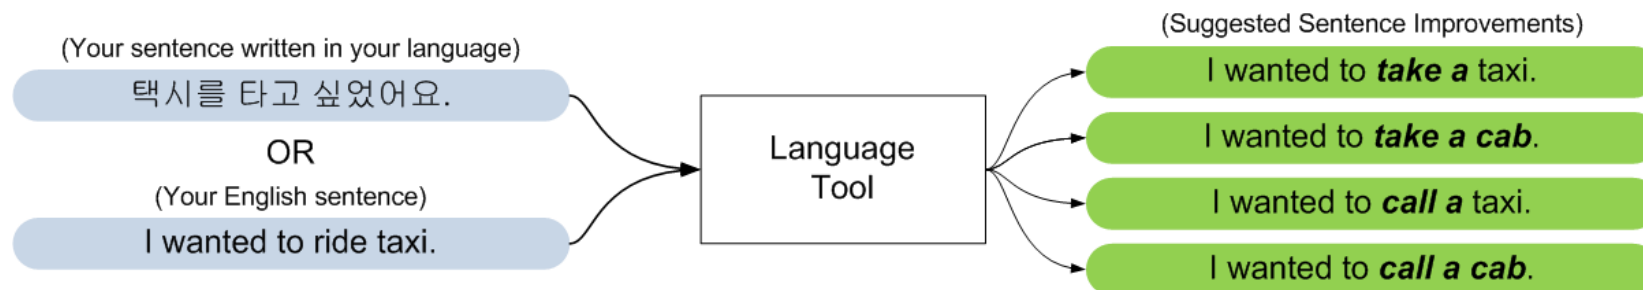 (Your sentence written in your language)
택시를 타고 싶었어요.
OR
(Your English sentence)
I wanted to ride taxi.
Language
Tool
(Suggested Sentence Improvements)
I wanted to take a taxi.
I wanted to take a cab.
I wanted to call a taxi.
I wanted to call a cab.